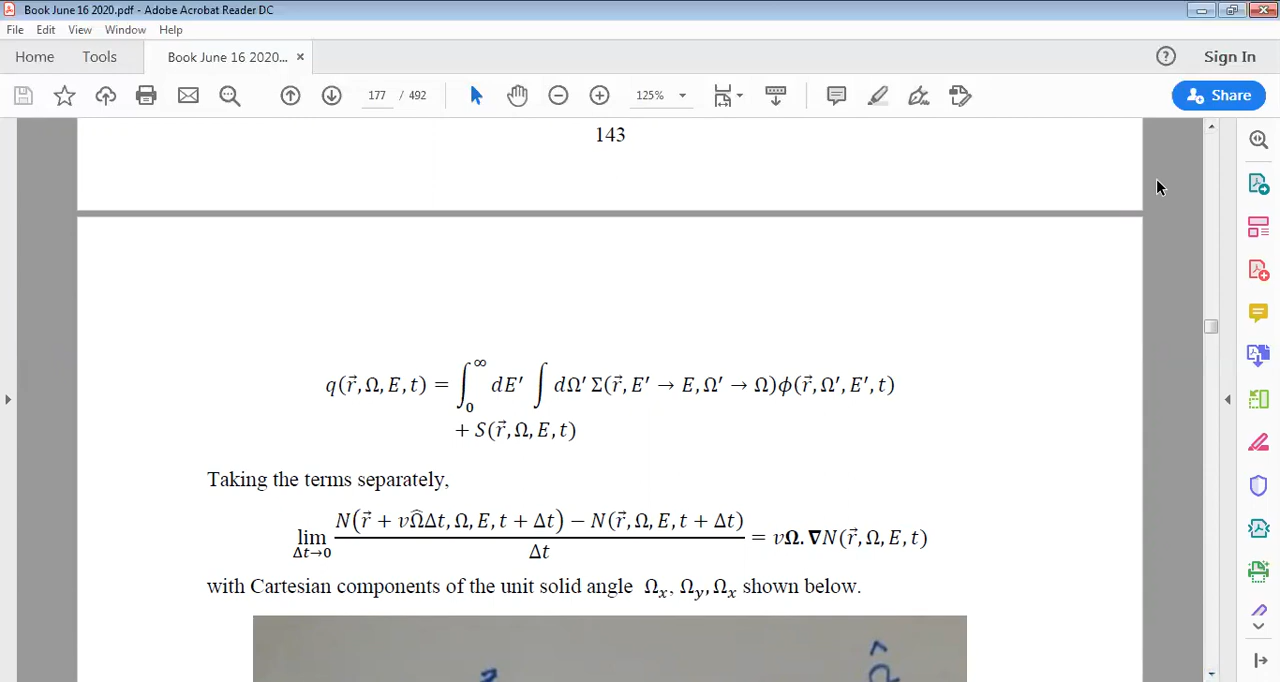 Book June 16 2020.pdf - Adobe Acrobat Reader DC
File Edit View Window Help
Home Tools Book June 16 2020... × ? Sign In
177 / 492 125% Share
143
q(r⃗, Ω, E, t) = ∫₀^∞ dE′ ∫ dΩ′ Σ(r⃗, E′ → E, Ω′ → Ω)ϕ(r⃗, Ω′, E′, t)
+ S(r⃗, Ω, E, t)
Taking the terms separately,
lim_{Δt→0} (N(r⃗ + vΩ̂Δt, Ω, E, t + Δt) − N(r⃗, Ω, E, t + Δt)) / Δt = v𝛀. 𝛁N(r⃗, Ω, E, t)
with Cartesian components of the unit solid angle Ωₓ, Ω_y, Ωₓ shown below.